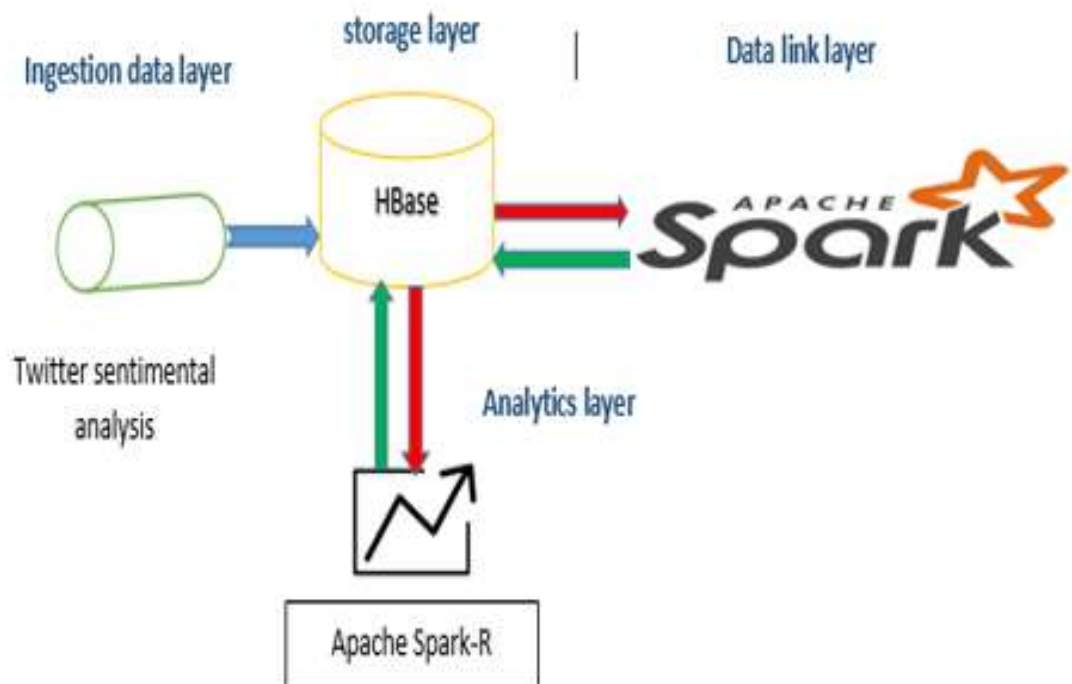 storage layer
Ingestion data layer
Data link layer
HBase
APACHE
Spark
Twitter sentimental
analysis
Analytics layer
Apache Spark-R